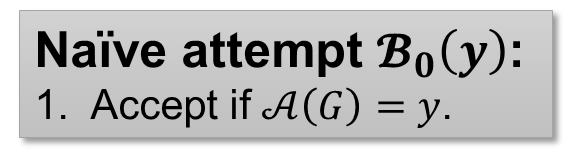 Naïve attempt ℬ₀(𝑦):
1. Accept if 𝒜(𝐺) = 𝑦.